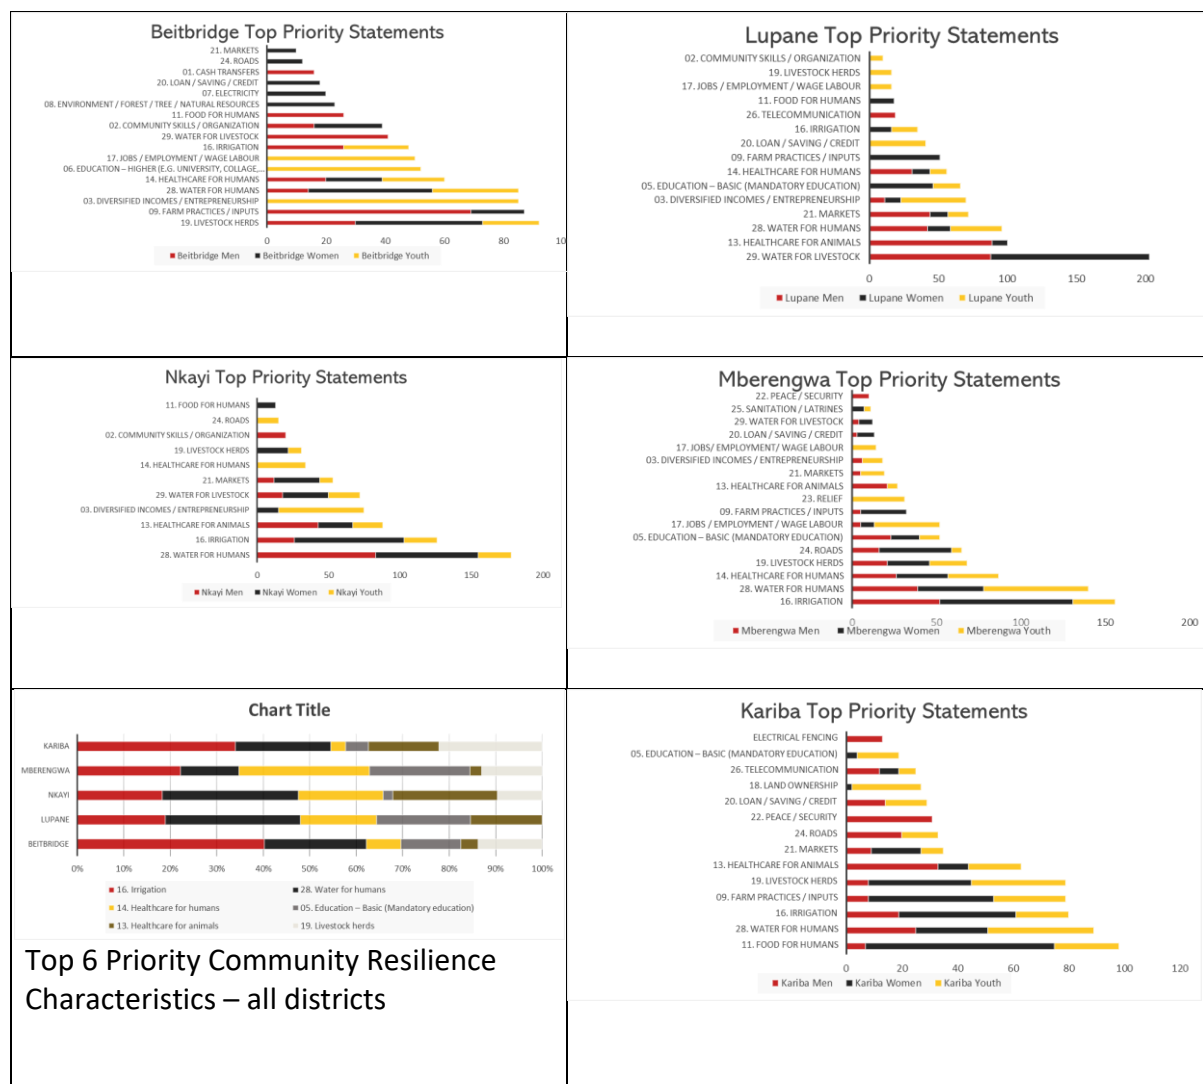 Beitbridge Top Priority Statements
21. MARKETS
24. ROADS
01. CASH TRANSFERS
20. LOAN / SAVING / CREDIT
07. ELECTRICITY
08. ENVIRONMENT / FOREST / TREE / NATURAL RESOURCES
11. FOOD FOR HUMANS
02. COMMUNITY SKILLS / ORGANIZATION
29. WATER FOR LIVESTOCK
16. IRRIGATION
17. JOBS / EMPLOYMENT / WAGE LABOUR
06. EDUCATION – HIGHER (E.G. UNIVERSITY, COLLAGE,...
14. HEALTHCARE FOR HUMANS
28. WATER FOR HUMANS
03. DIVERSIFIED INCOMES / ENTREPRENEURSHIP
09. FARM PRACTICES / INPUTS
19. LIVESTOCK HERDS
0 20 40 60 80 10
Beitbridge Men Beitbridge Women Beitbridge Youth
Lupane Top Priority Statements
02. COMMUNITY SKILLS / ORGANIZATION
19. LIVESTOCK HERDS
17. JOBS / EMPLOYMENT / WAGE LABOUR
11. FOOD FOR HUMANS
26. TELECOMMUNICATION
16. IRRIGATION
20. LOAN / SAVING / CREDIT
09. FARM PRACTICES / INPUTS
14. HEALTHCARE FOR HUMANS
05. EDUCATION – BASIC (MANDATORY EDUCATION)
03. DIVERSIFIED INCOMES / ENTREPRENEURSHIP
21. MARKETS
28. WATER FOR HUMANS
13. HEALTHCARE FOR ANIMALS
29. WATER FOR LIVESTOCK
0 50 100 150 200
Lupane Men Lupane Women Lupane Youth
Nkayi Top Priority Statements
11. FOOD FOR HUMANS
24. ROADS
02. COMMUNITY SKILLS / ORGANIZATION
19. LIVESTOCK HERDS
14. HEALTHCARE FOR HUMANS
21. MARKETS
29. WATER FOR LIVESTOCK
03. DIVERSIFIED INCOMES / ENTREPRENEURSHIP
13. HEALTHCARE FOR ANIMALS
16. IRRIGATION
28. WATER FOR HUMANS
0 50 100 150 200
Nkayi Men Nkayi Women Nkayi Youth
Mberengwa Top Priority Statements
22. PEACE / SECURITY
25. SANITATION / LATRINES
29. WATER FOR LIVESTOCK
20. LOAN / SAVING / CREDIT
17. JOBS/ EMPLOYMENT/ WAGE LABOUR
03. DIVERSIFIED INCOMES / ENTREPRENEURSHIP
21. MARKETS
13. HEALTHCARE FOR ANIMALS
23. RELIEF
09. FARM PRACTICES / INPUTS
17. JOBS / EMPLOYMENT / WAGE LABOUR
05. EDUCATION – BASIC (MANDATORY EDUCATION)
24. ROADS
19. LIVESTOCK HERDS
14. HEALTHCARE FOR HUMANS
28. WATER FOR HUMANS
16. IRRIGATION
0 50 100 150 200
Mberengwa Men Mberengwa Women Mberengwa Youth
Chart Title
KARIBA
MBERENGWA
NKAYI
LUPANE
BEITBRIDGE
0% 10% 20% 30% 40% 50% 60% 70% 80% 90% 100%
16. Irrigation 28. Water for humans
14. Healthcare for humans 05. Education – Basic (Mandatory education)
13. Healthcare for animals 19. Livestock herds
Top 6 Priority Community Resilience
Characteristics – all districts
Kariba Top Priority Statements
ELECTRICAL FENCING
05. EDUCATION – BASIC (MANDATORY EDUCATION)
26. TELECOMMUNICATION
18. LAND OWNERSHIP
20. LOAN / SAVING / CREDIT
22. PEACE / SECURITY
24. ROADS
21. MARKETS
13. HEALTHCARE FOR ANIMALS
19. LIVESTOCK HERDS
09. FARM PRACTICES / INPUTS
16. IRRIGATION
28. WATER FOR HUMANS
11. FOOD FOR HUMANS
0 20 40 60 80 100 120
Kariba Men Kariba Women Kariba Youth